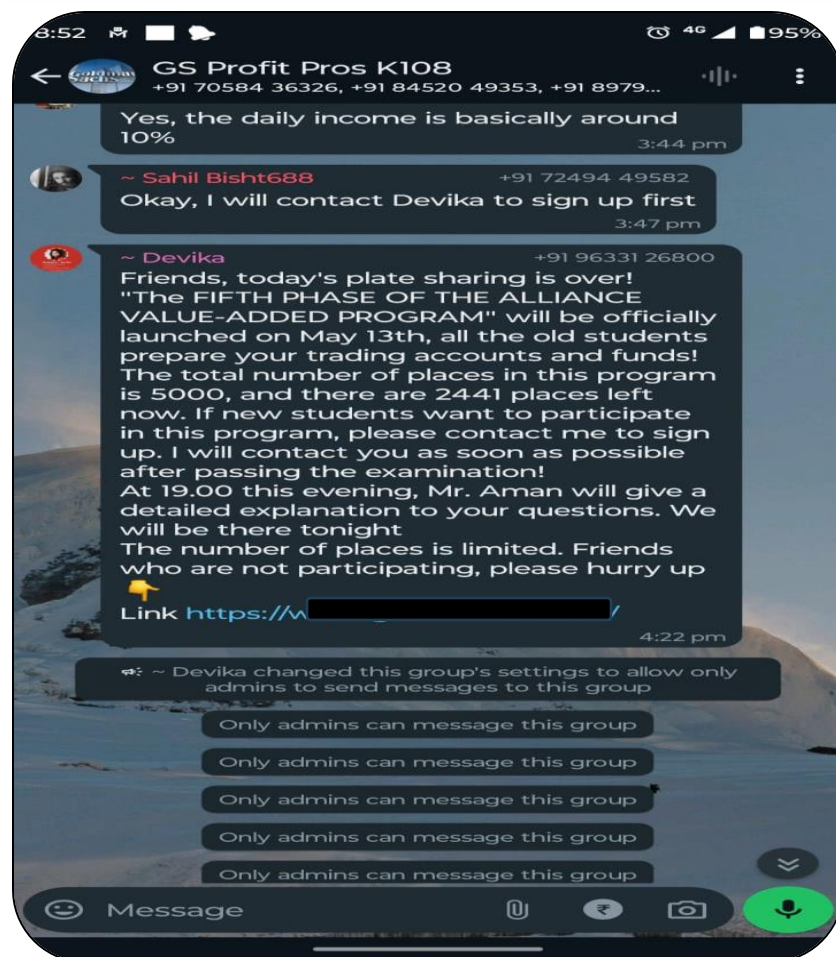 8:52
4G 95%
Goldman Sachs
GS Profit Pros K108
+91 70584 36326, +91 84520 49353, +91 8979...
Yes, the daily income is basically around
10%
3:44 pm
~ Sahil Bisht688 +91 72494 49582
Okay, I will contact Devika to sign up first
3:47 pm
~ Devika +91 96331 26800
Friends, today's plate sharing is over!
"The FIFTH PHASE OF THE ALLIANCE
VALUE-ADDED PROGRAM" will be officially
launched on May 13th, all the old students
prepare your trading accounts and funds!
The total number of places in this program
is 5000, and there are 2441 places left
now. If new students want to participate
in this program, please contact me to sign
up. I will contact you as soon as possible
after passing the examination!
At 19.00 this evening, Mr. Aman will give a
detailed explanation to your questions. We
will be there tonight
The number of places is limited. Friends
who are not participating, please hurry up
👇
Link https://w /
4:22 pm
~ Devika changed this group's settings to allow only
admins to send messages to this group
Only admins can message this group
Only admins can message this group
Only admins can message this group
Only admins can message this group
Only admins can message this group
Message ₹